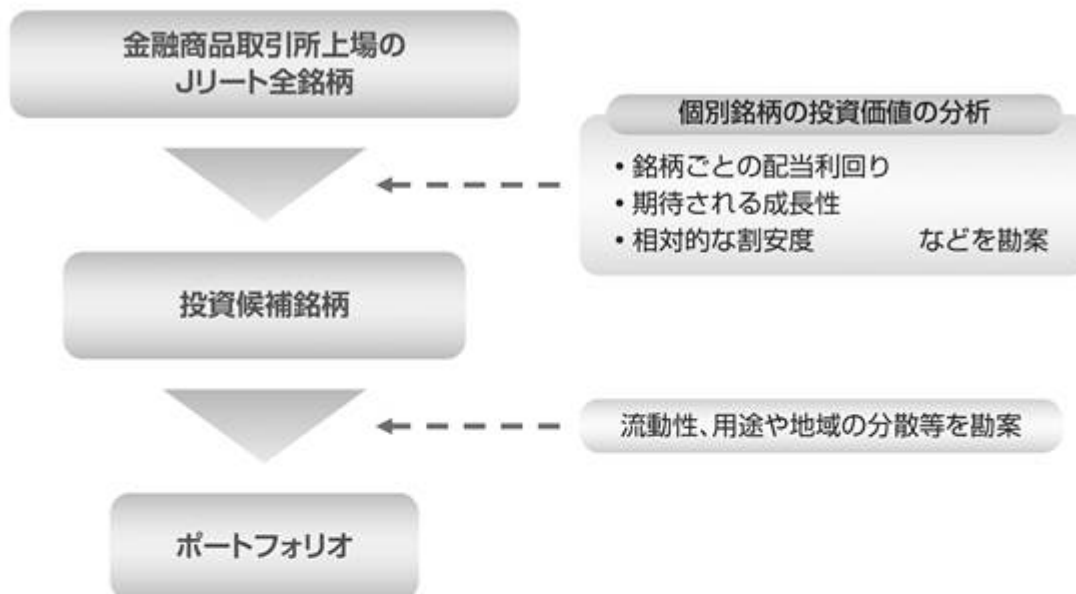 金融商品取引所上場の
Jリート全銘柄
個別銘柄の投資価値の分析
・銘柄ごとの配当利回り
・期待される成長性
・相対的な割安度　などを勘案
投資候補銘柄
流動性、用途や地域の分散等を勘案
ポートフォリオ